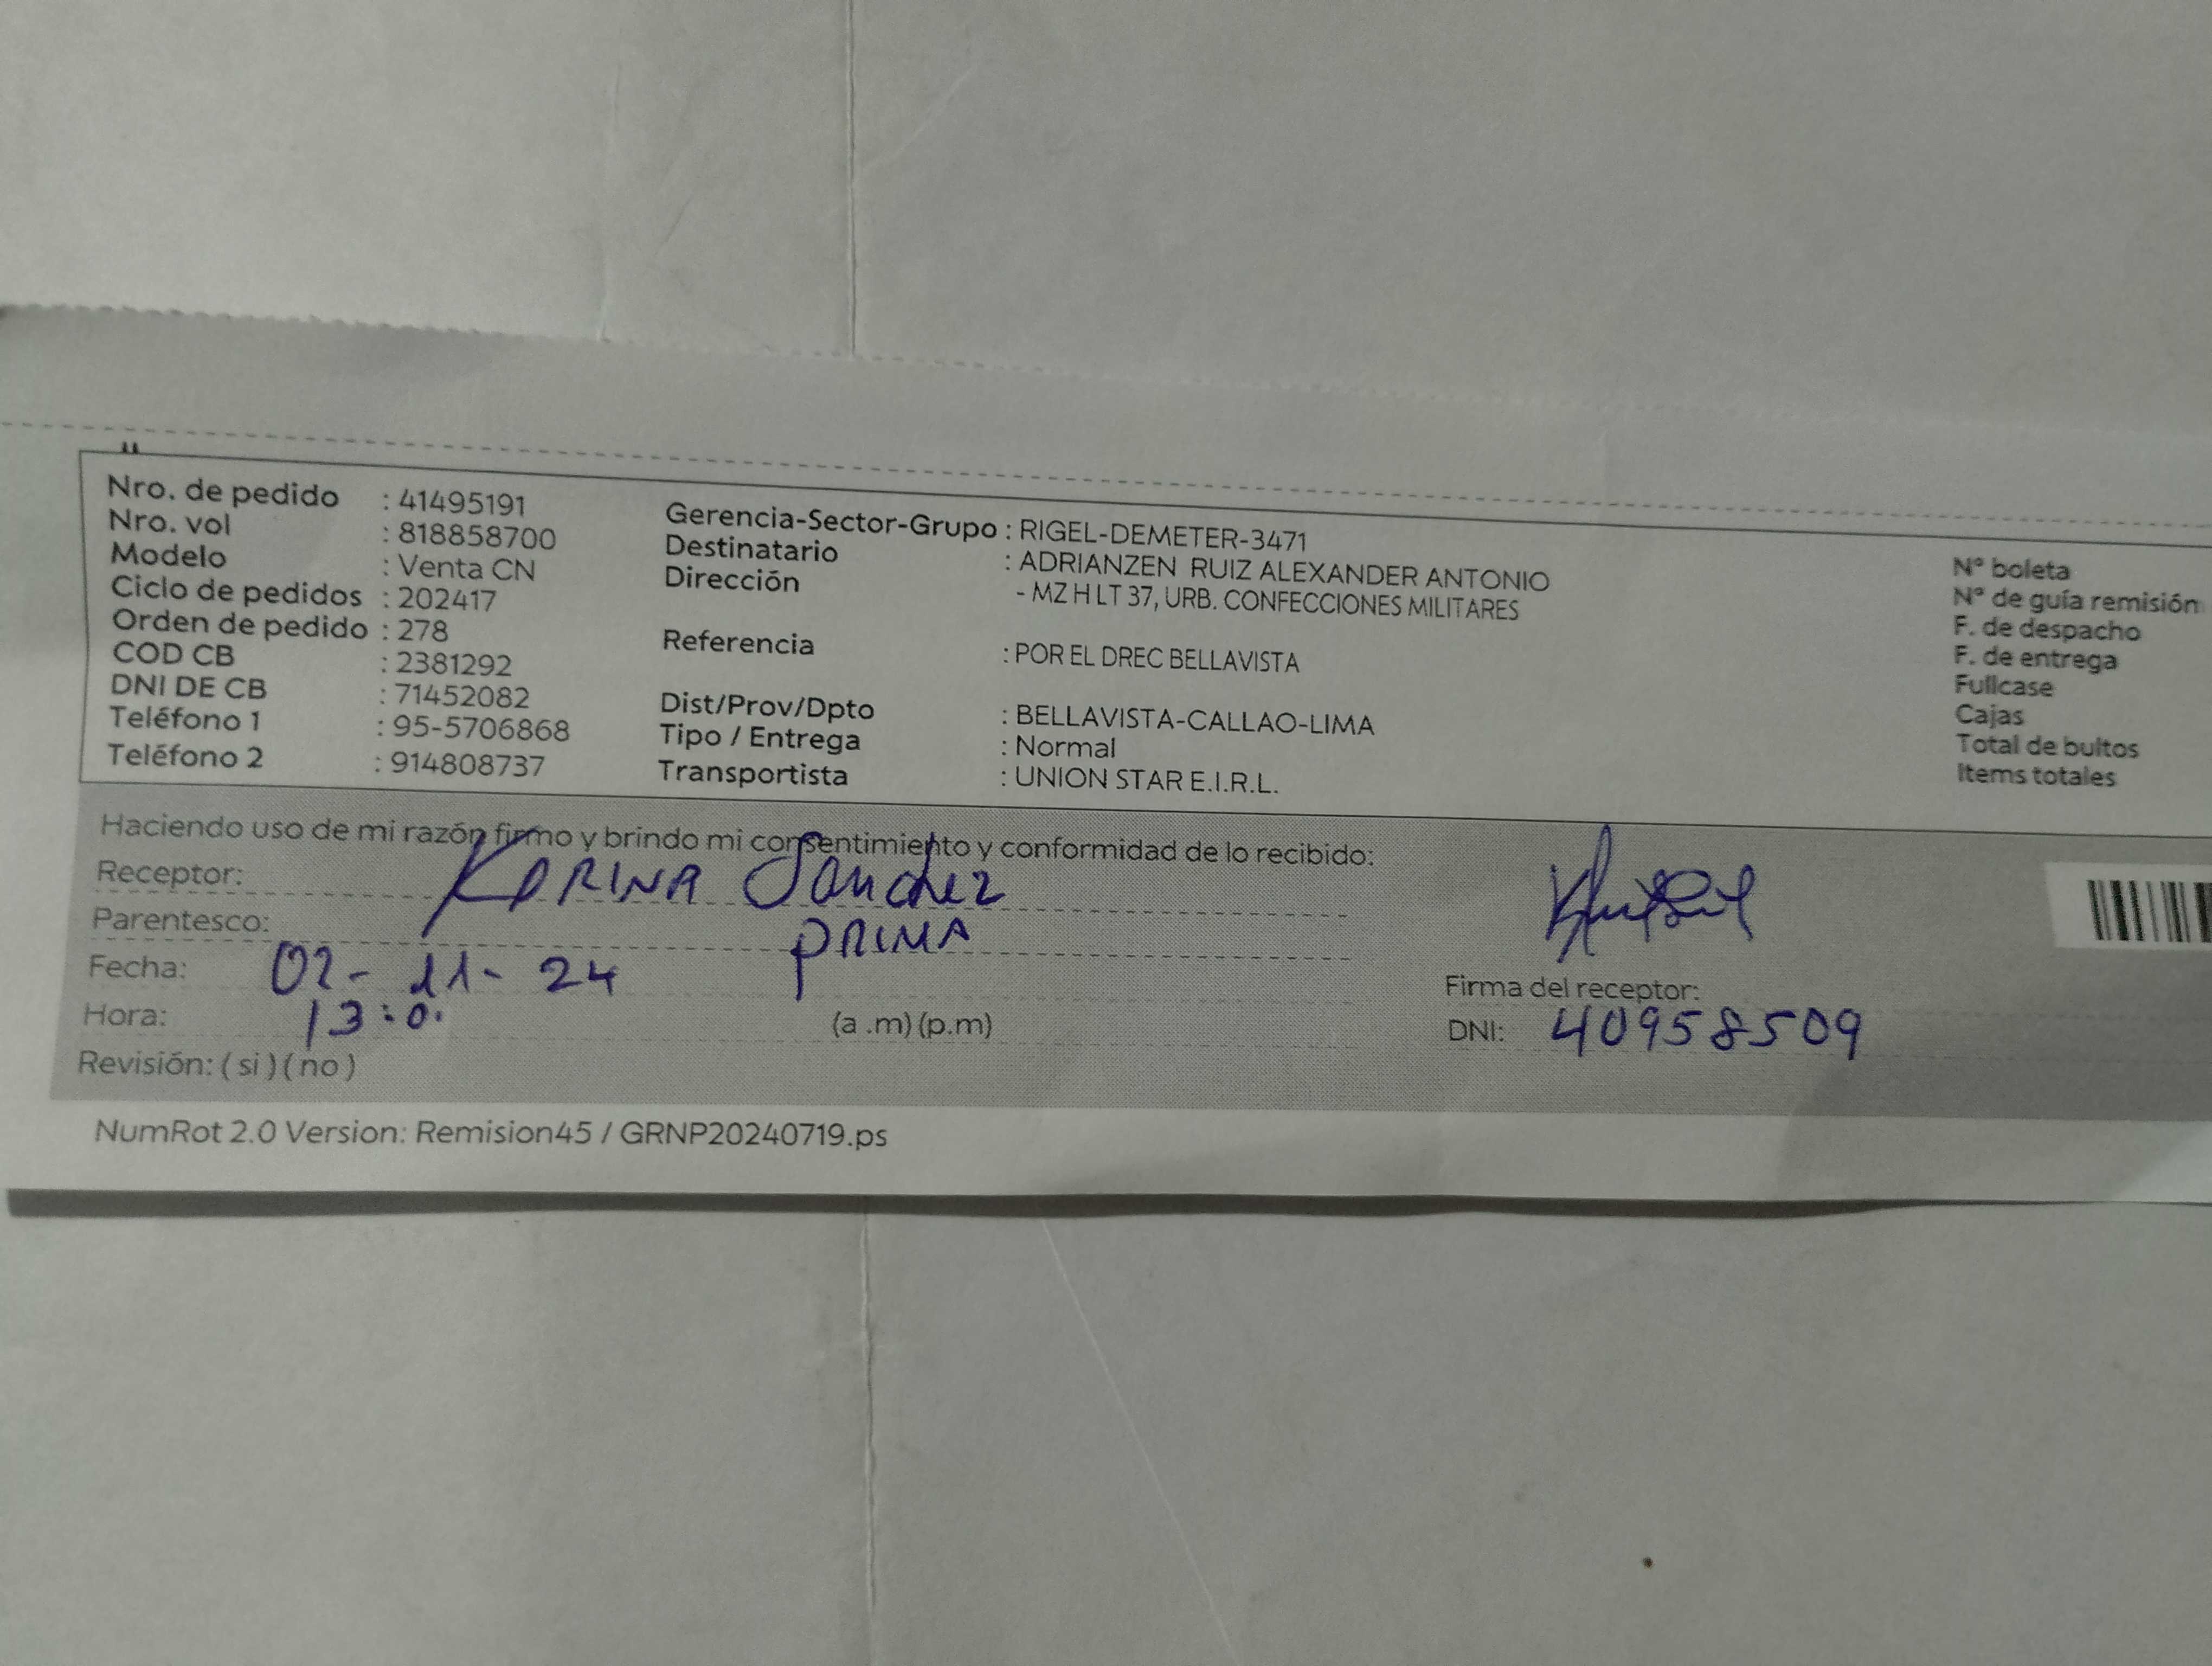 Nro. de pedido : 41495191
Nro. vol : 818858700
Modelo : Venta CN
Ciclo de pedidos : 202417
Orden de pedido : 278
COD CB : 2381292
DNI DE CB : 71452082
Teléfono 1 : 95-5706868
Teléfono 2 : 914808737
Gerencia-Sector-Grupo : RIGEL-DEMETER-3471
Destinatario : ADRIANZEN RUIZ ALEXANDER ANTONIO
Dirección - MZ H LT 37, URB. CONFECCIONES MILITARES
Referencia : POR EL DREC BELLAVISTA
Dist/Prov/Dpto : BELLAVISTA-CALLAO-LIMA
Tipo / Entrega : Normal
Transportista : UNION STAR E.I.R.L.
N° boleta
N° de guía remisión
F. de despacho
F. de entrega
Fullcase
Cajas
Total de bultos
Items totales
Haciendo uso de mi razón firmo y brindo mi consentimiento y conformidad de lo recibido:
Receptor: KARINA Sanchez
Parentesco: PRIMA
Fecha: 02-11-24
Hora: 13:0. (a .m) (p.m)
Revisión: ( si ) ( no )
Firma del receptor:
DNI: 40958509
NumRot 2.0 Version: Remision45 / GRNP20240719.ps